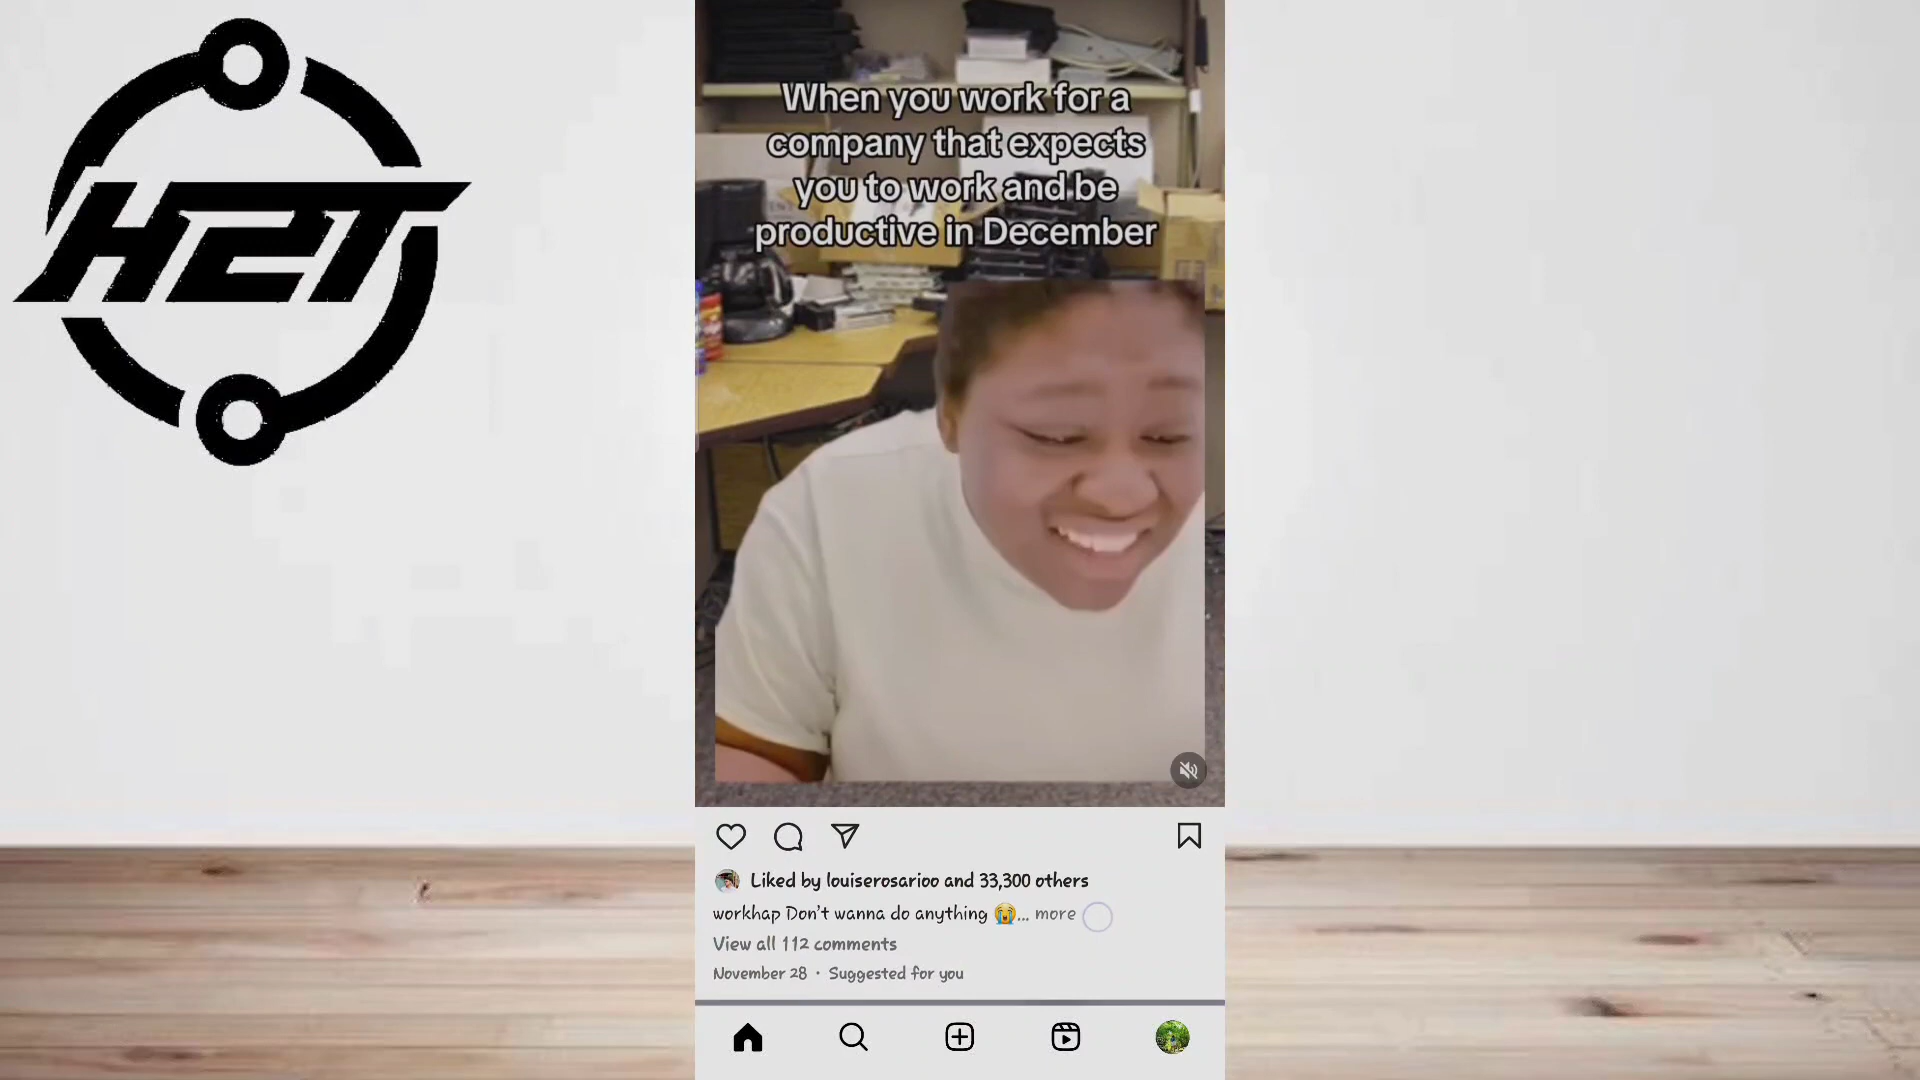 H2T
When you work for a
company that expects
you to work and be
productive in December
Liked by louiserosarioo and 33,300 others
workhap Don't wanna do anything 😭... more
View all 112 comments
November 28 · Suggested for you